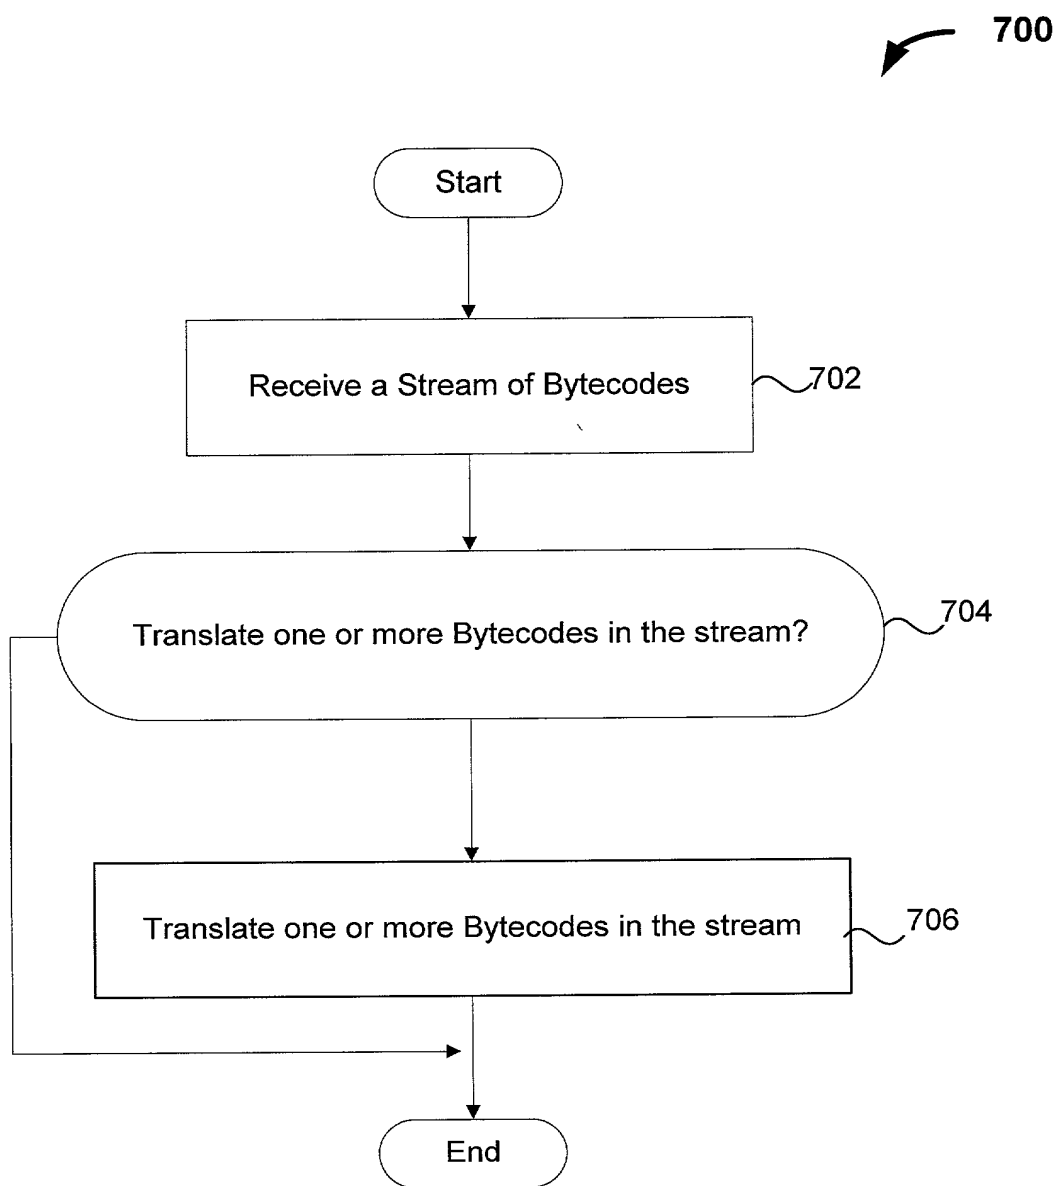 700
Start
Receive a Stream of Bytecodes
702
Translate one or more Bytecodes in the stream?
704
Translate one or more Bytecodes in the stream
706
End